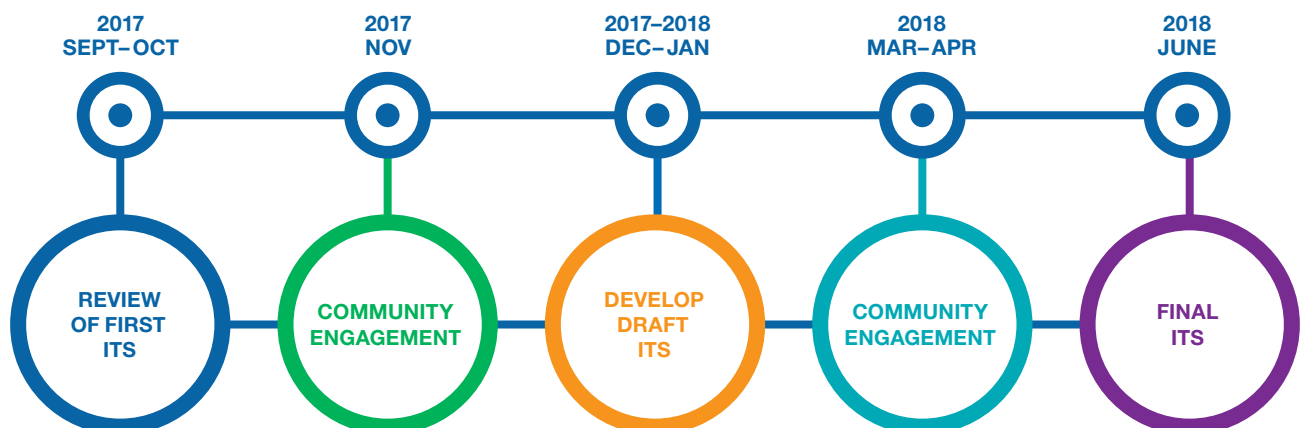 2017
SEPT–OCT
2017
NOV
2017–2018
DEC–JAN
2018
MAR–APR
2018
JUNE
REVIEW
OF FIRST
ITS
COMMUNITY
ENGAGEMENT
DEVELOP
DRAFT
ITS
COMMUNITY
ENGAGEMENT
FINAL
ITS